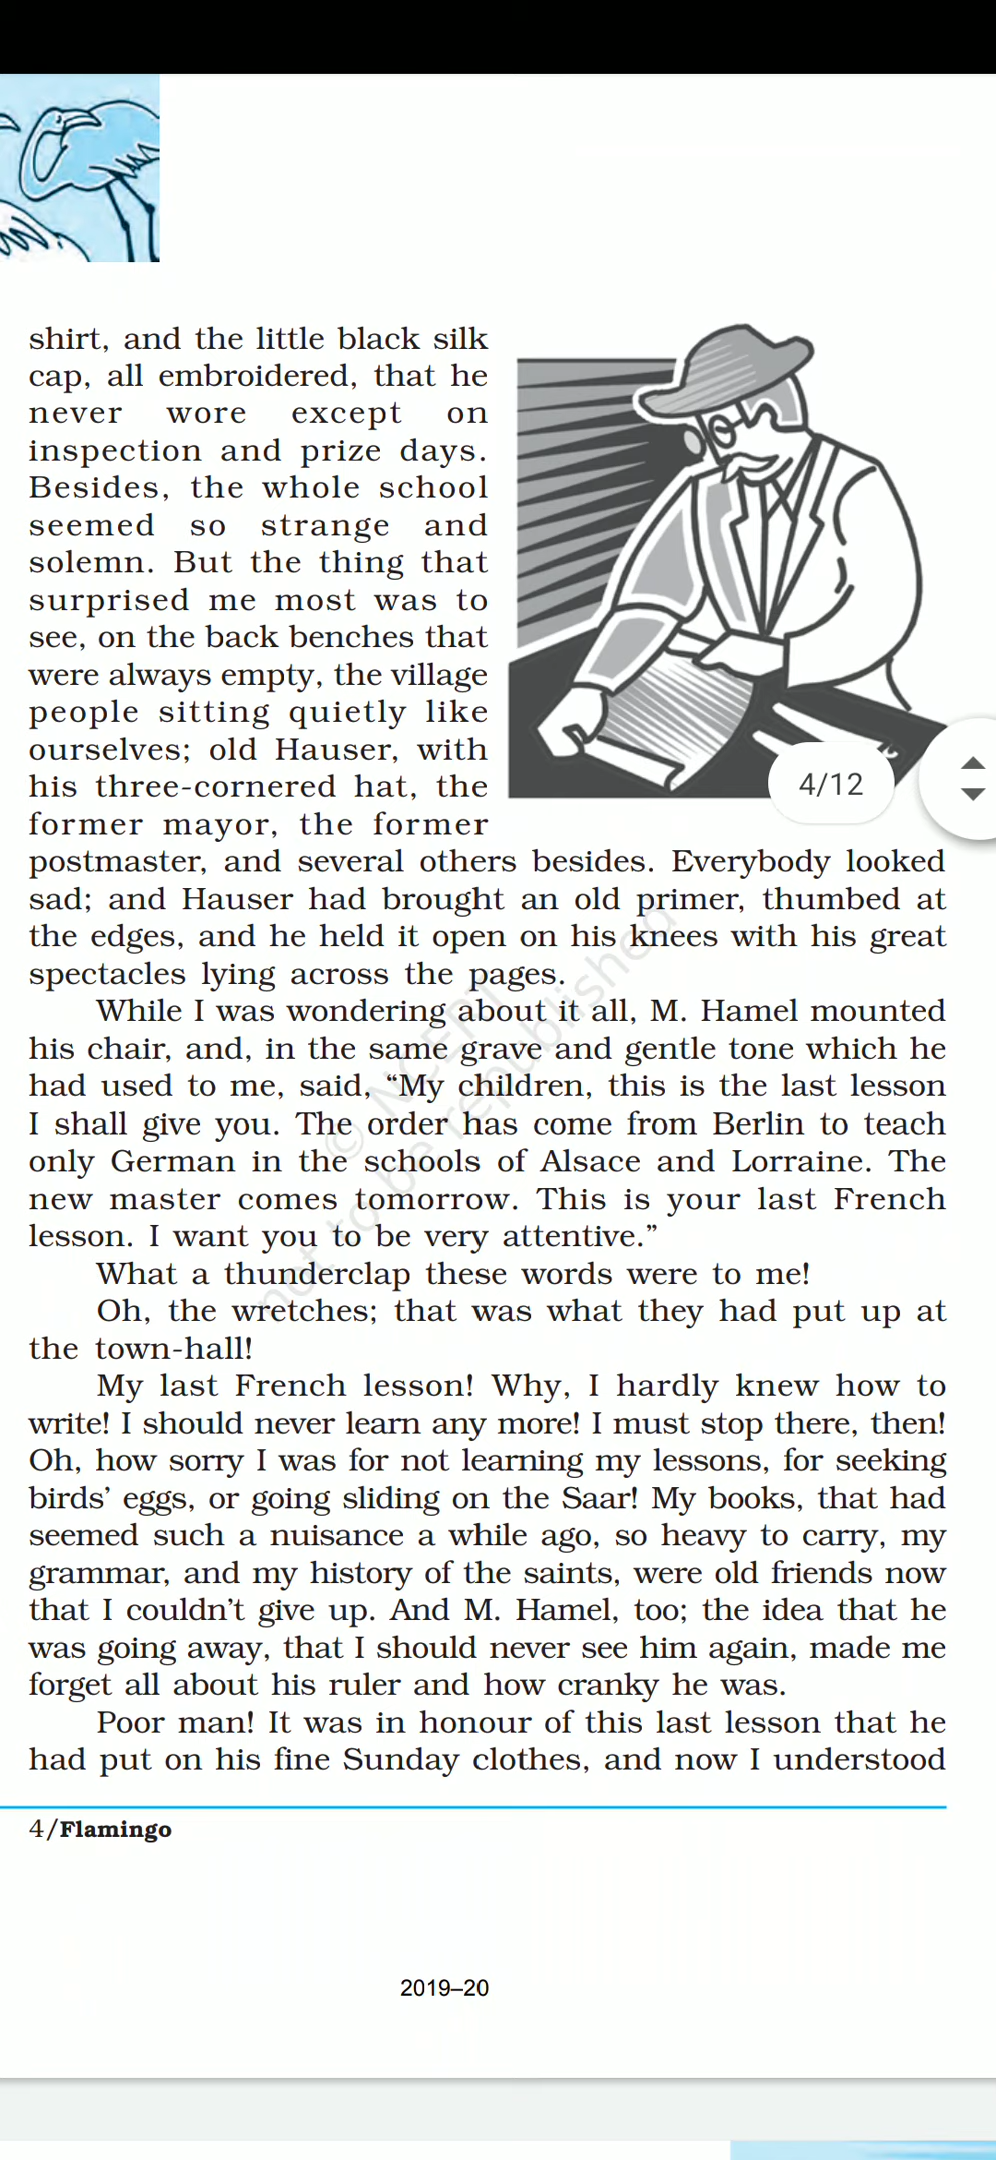 shirt, and the little black silk
cap, all embroidered, that he
never wore except on
inspection and prize days.
Besides, the whole school
seemed so strange and
solemn. But the thing that
surprised me most was to
see, on the back benches that
were always empty, the village
people sitting quietly like
ourselves; old Hauser, with
his three-cornered hat, the
former mayor, the former
4/12
postmaster, and several others besides. Everybody looked
sad; and Hauser had brought an old primer, thumbed at
the edges, and he held it open on his knees with his great
spectacles lying across the pages.
While I was wondering about it all, M. Hamel mounted
his chair, and, in the same grave and gentle tone which he
had used to me, said, “My children, this is the last lesson
I shall give you. The order has come from Berlin to teach
only German in the schools of Alsace and Lorraine. The
new master comes tomorrow. This is your last French
lesson. I want you to be very attentive.”
What a thunderclap these words were to me!
Oh, the wretches; that was what they had put up at
the town-hall!
My last French lesson! Why, I hardly knew how to
write! I should never learn any more! I must stop there, then!
Oh, how sorry I was for not learning my lessons, for seeking
birds’ eggs, or going sliding on the Saar! My books, that had
seemed such a nuisance a while ago, so heavy to carry, my
grammar, and my history of the saints, were old friends now
that I couldn’t give up. And M. Hamel, too; the idea that he
was going away, that I should never see him again, made me
forget all about his ruler and how cranky he was.
Poor man! It was in honour of this last lesson that he
had put on his fine Sunday clothes, and now I understood
© NCERT
not to be republished
4/Flamingo
2019–20